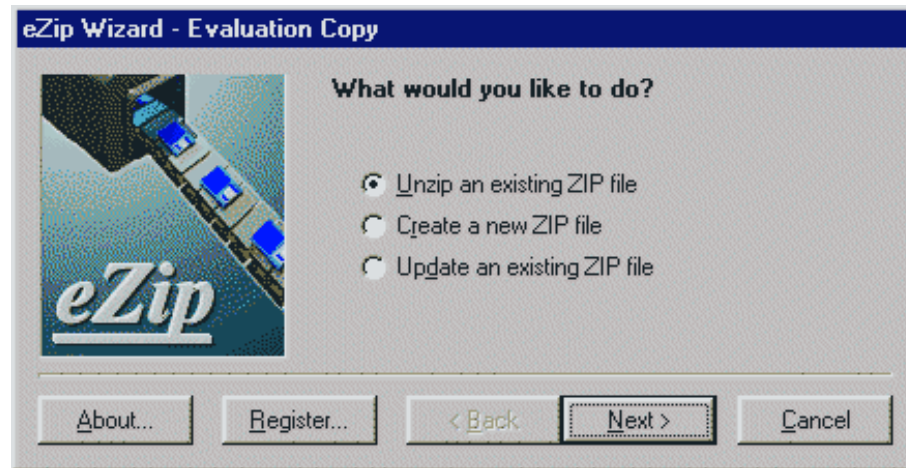 eZip Wizard - Evaluation Copy
What would you like to do?
Unzip an existing ZIP file
Create a new ZIP file
Update an existing ZIP file
eZip
About... Register... < Back Next > Cancel